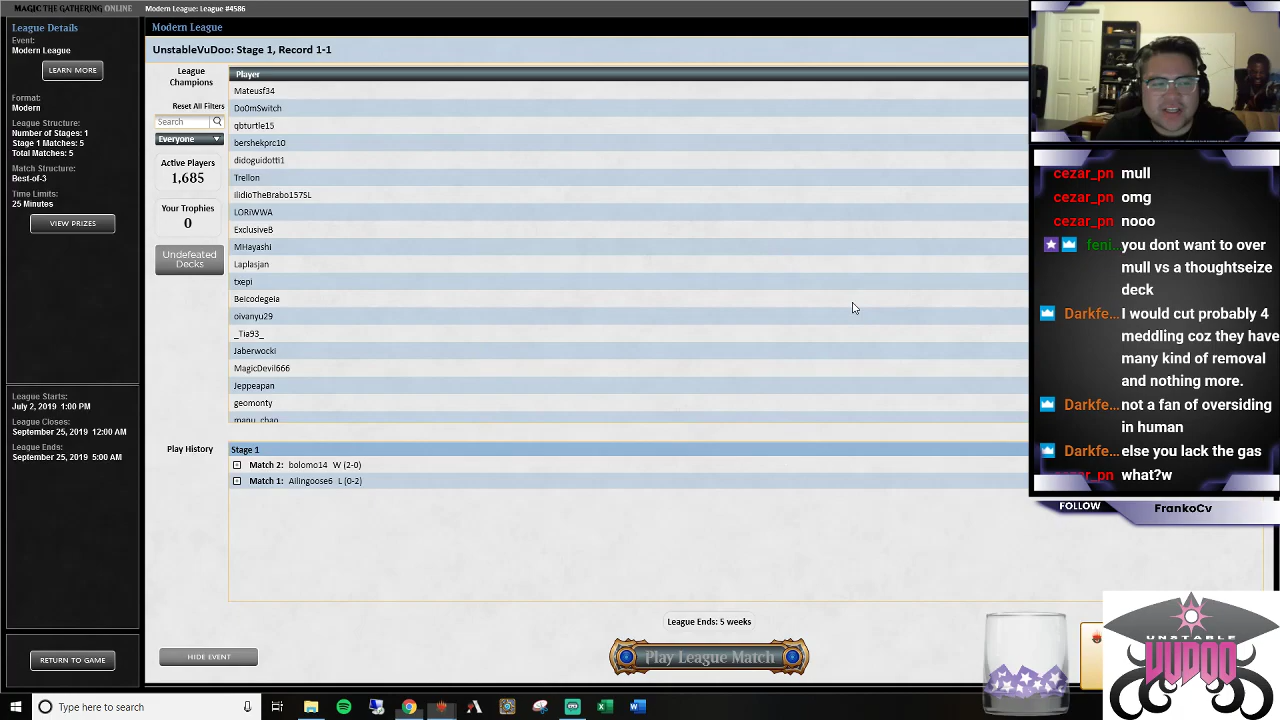 MAGIC THE GATHERING ONLINE
Modern League: League #4586
League Details
Event:
Modern League
LEARN MORE
Format:
Modern
League Structure:
Number of Stages: 1
Stage 1 Matches: 5
Total Matches: 5
Match Structure:
Best-of-3
Time Limits:
25 Minutes
VIEW PRIZES
League Starts:
July 2, 2019 1:00 PM
League Closes:
September 25, 2019 12:00 AM
League Ends:
September 25, 2019 5:00 AM
RETURN TO GAME
Modern League
UnstableVuDoo: Stage 1, Record 1-1
League
Champions
Reset All Filters
Search
Everyone
Active Players
1,685
Your Trophies
0
Undefeated
Decks
Player
Mateusf34
Do0mSwitch
qbturtle15
bershekprc10
didoguidotti1
Trellon
ilidioTheBrabo157SL
LORiWWA
ExclusiveB
MHayashi
Laplasjan
txepi
Belcodegeia
oivanyu29
_Tia93_
Jaberwocki
MagicDevil666
Jeppeapan
geomonty
manu_chan
Play History
Stage 1
Match 2: bolomo14 W (2-0)
Match 1: Ailingoose6 L (0-2)
League Ends: 5 weeks
HIDE EVENT
Play League Match
cezar_pn mull
cezar_pn omg
cezar_pn nooo
feni... you dont want to over
mull vs a thoughtseize
deck
Darkfe... I would cut probably 4
meddling coz they have
many kind of removal
and nothing more.
Darkfe... not a fan of oversiding
in human
Darkfe... else you lack the gas
cezar_pn what?w
FOLLOW
FrankoCv
UNSTABLE
VUDOO
Type here to search